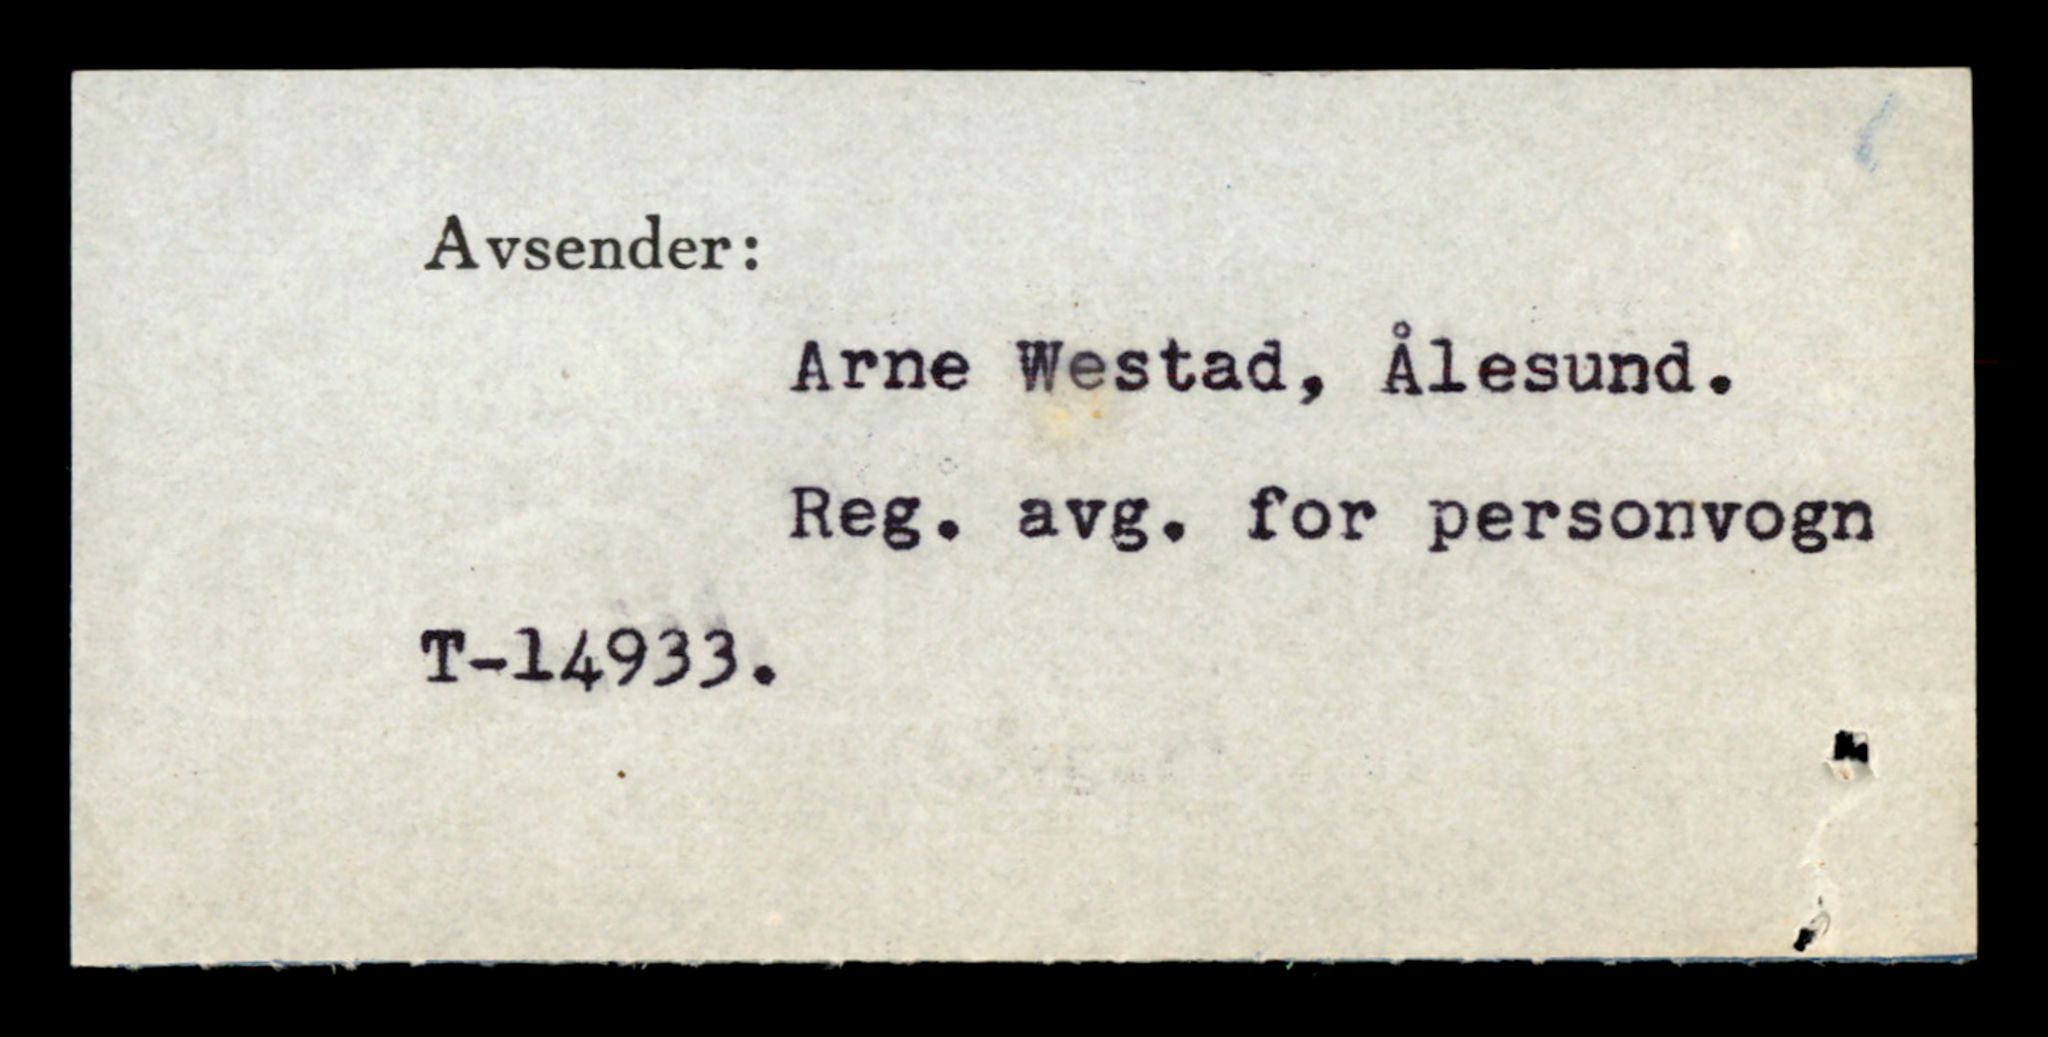 Avsender:
Arne Westad, Ålesund.
Reg. avg. for personvogn
T-14933.